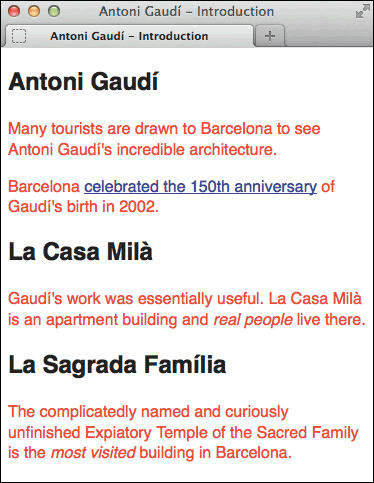 Antoni Gaudí – Introduction
Antoni Gaudí – Introduction
Antoni Gaudí
Many tourists are drawn to Barcelona to see
Antoni Gaudí's incredible architecture.
Barcelona celebrated the 150th anniversary of
Gaudí's birth in 2002.
La Casa Milà
Gaudí's work was essentially useful. La Casa Milà
is an apartment building and real people live there.
La Sagrada Família
The complicatedly named and curiously
unfinished Expiatory Temple of the Sacred Family
is the most visited building in Barcelona.